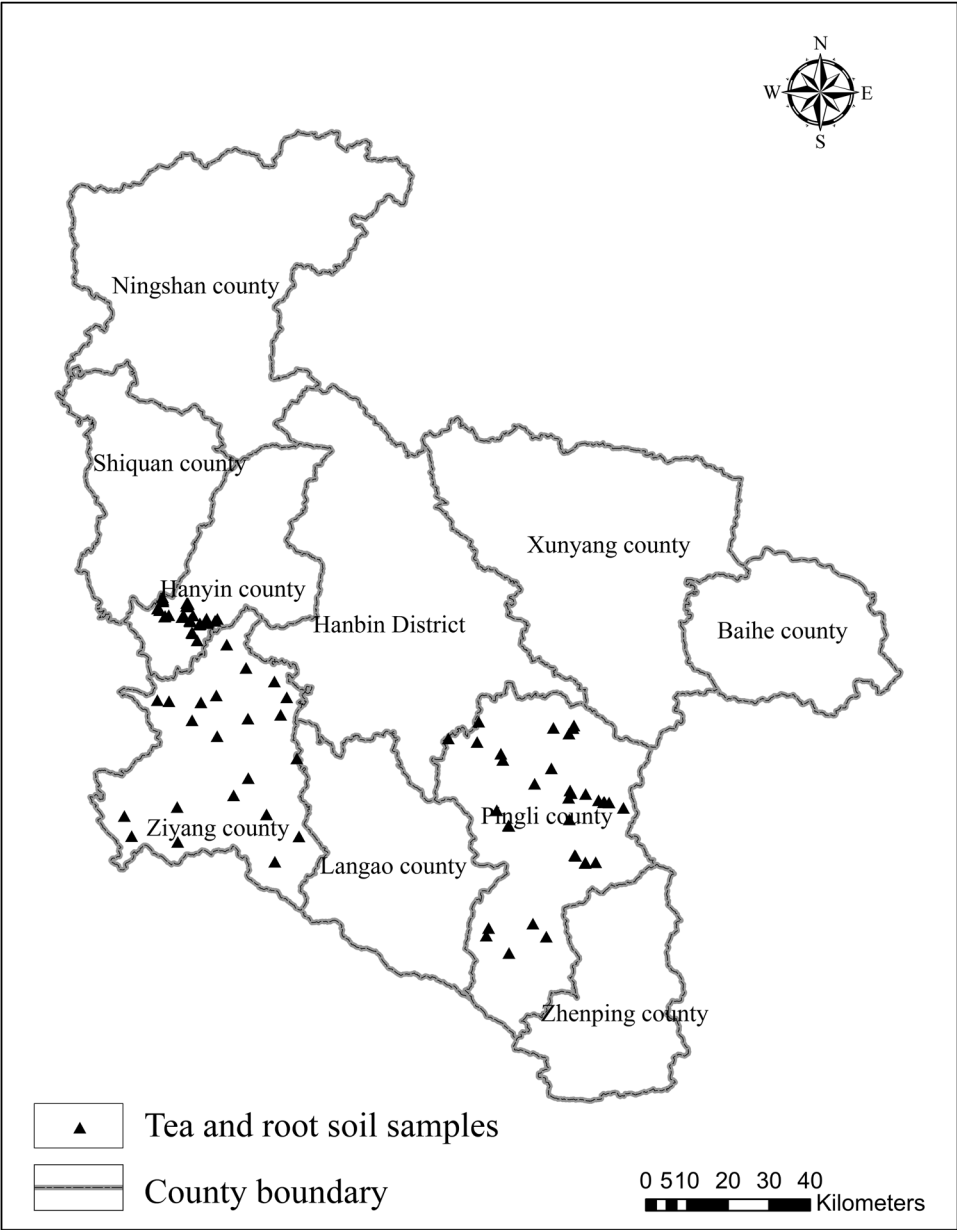 N
W E
S
Ningshan county
Shiquan county
Xunyang county
Hanyin county
Hanbin District
Baihe county
Pingli county
Ziyang county
Langao county
Zhenping county
Tea and root soil samples
County boundary
0 510 20 30 40
Kilometers